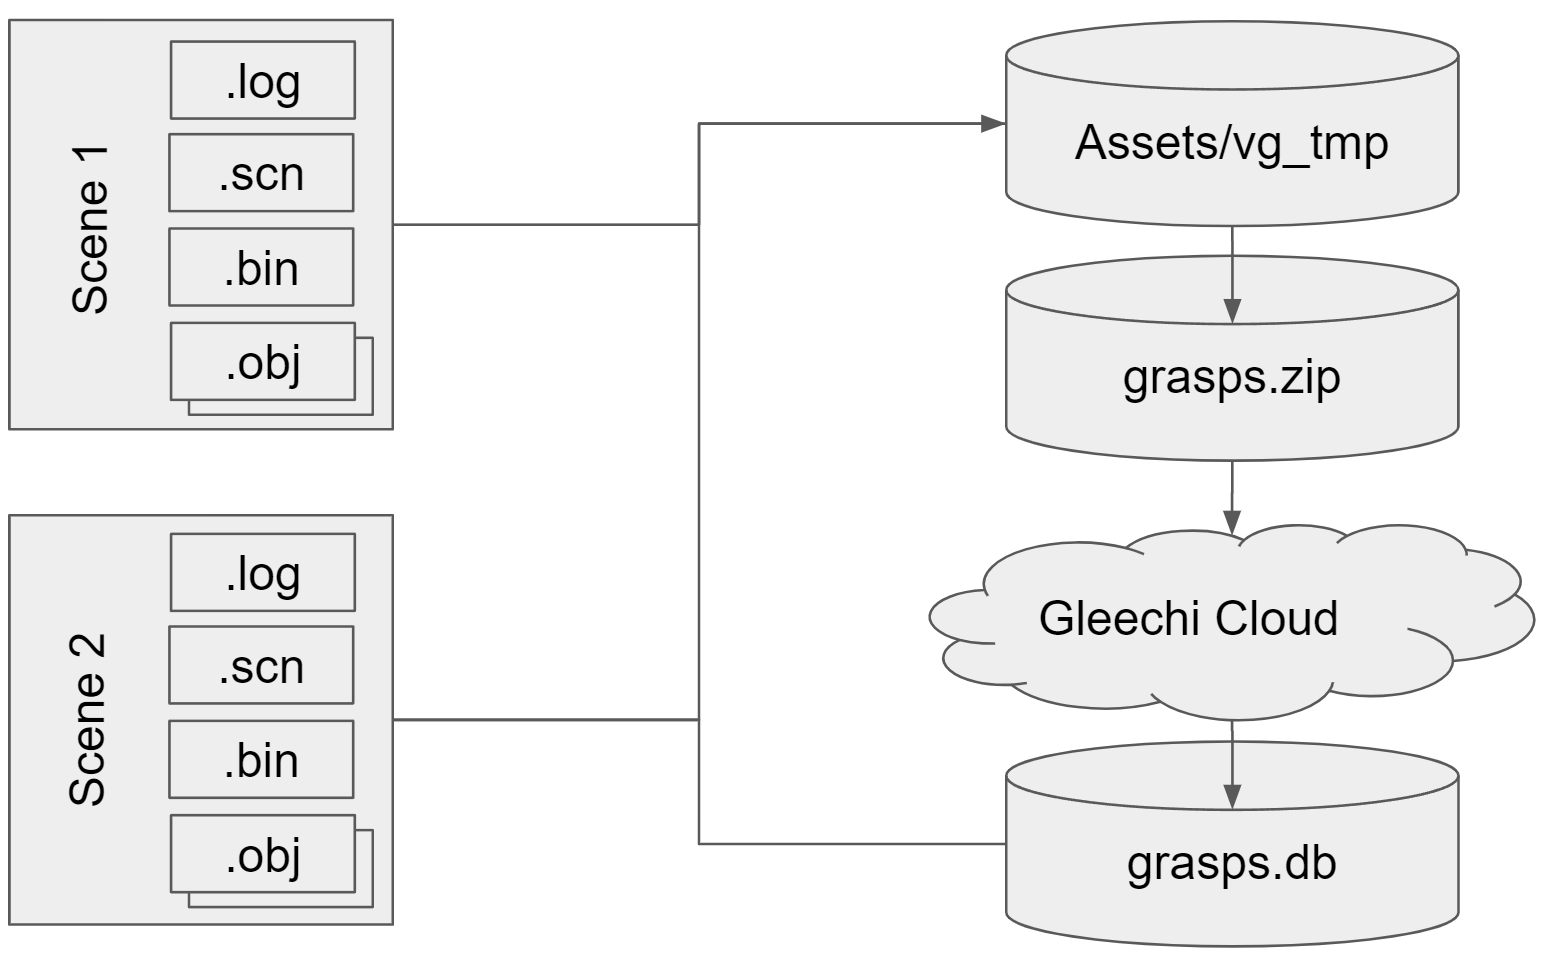 Scene 1
.log
.scn
.bin
.obj
Scene 2
.log
.scn
.bin
.obj
Assets/vg_tmp
grasps.zip
Gleechi Cloud
grasps.db